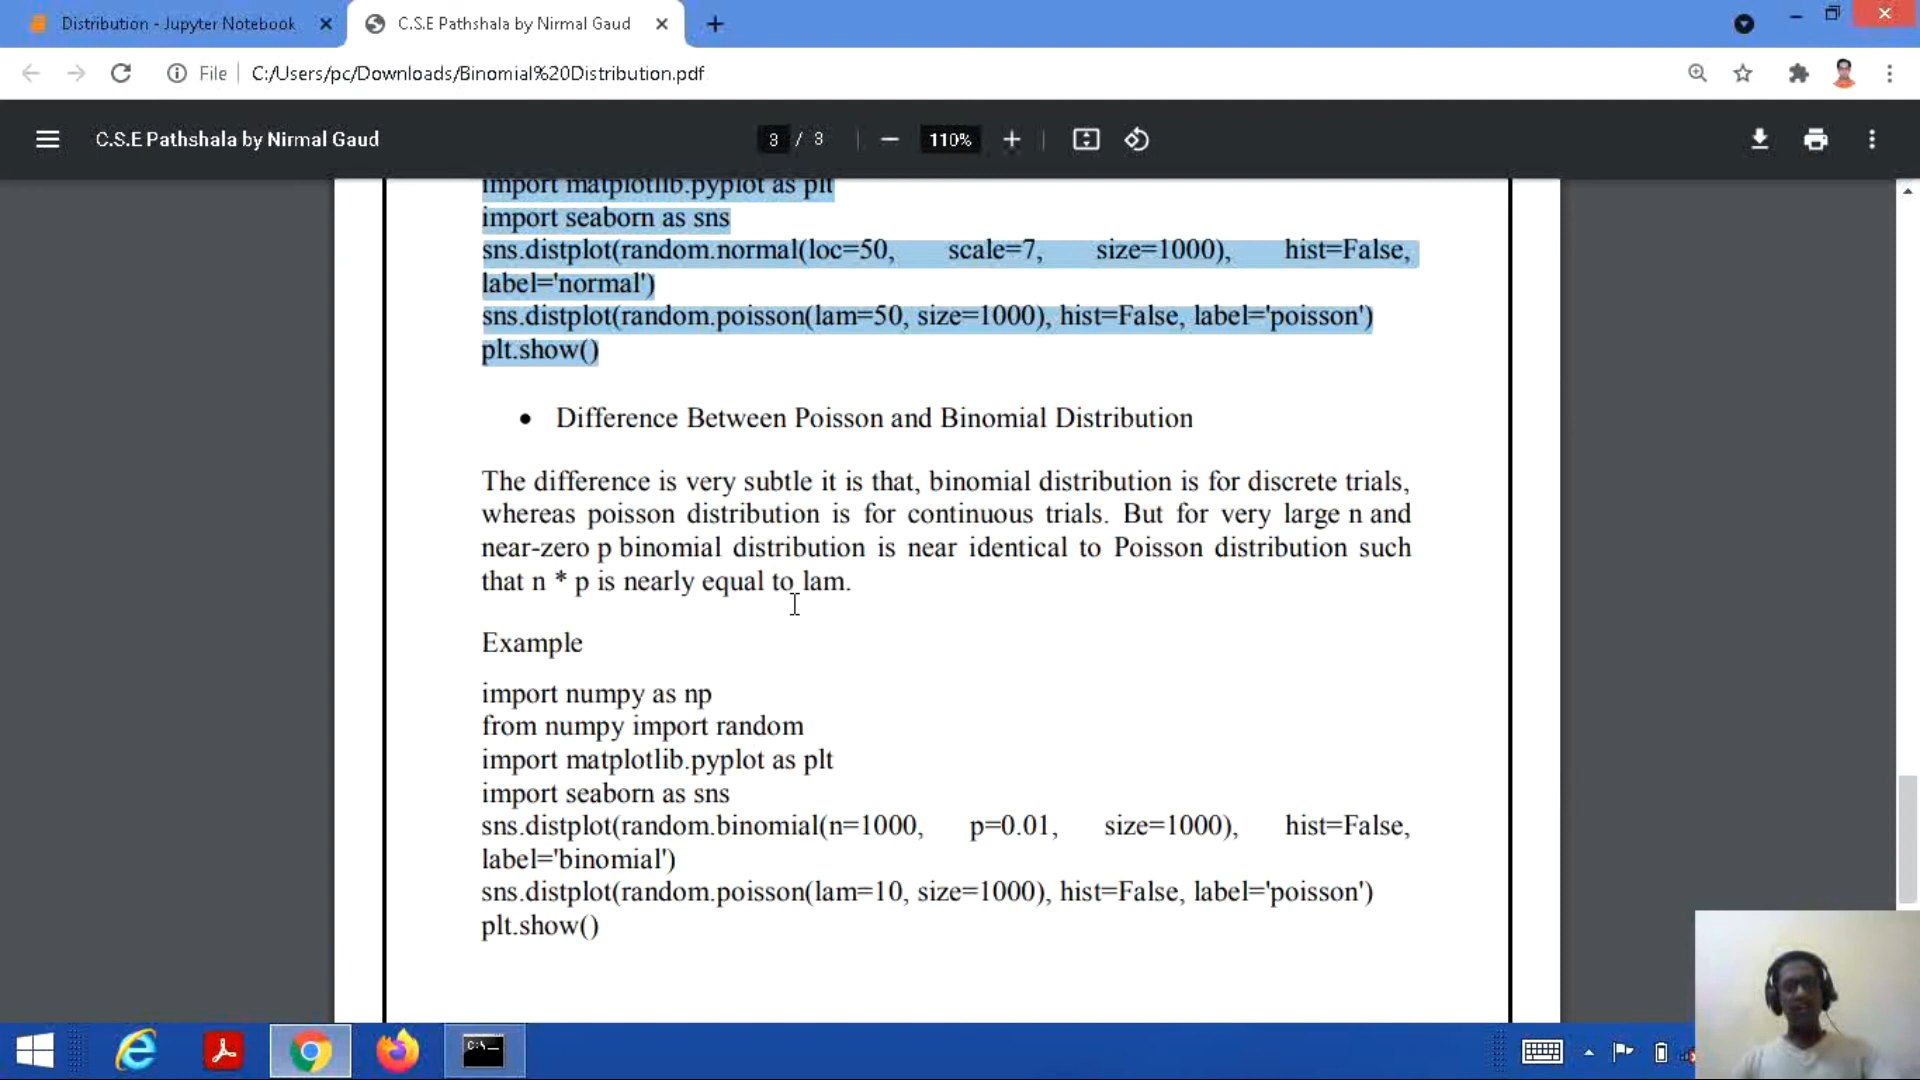 Distribution - Jupyter Notebook
C.S.E Pathshala by Nirmal Gaud
File
C:/Users/pc/Downloads/Binomial%20Distribution.pdf
C.S.E Pathshala by Nirmal Gaud
3 / 3
110%
import matplotlib.pyplot as plt
import seaborn as sns
sns.distplot(random.normal(loc=50, scale=7, size=1000), hist=False,
label='normal')
sns.distplot(random.poisson(lam=50, size=1000), hist=False, label='poisson')
plt.show()
• Difference Between Poisson and Binomial Distribution
The difference is very subtle it is that, binomial distribution is for discrete trials,
whereas poisson distribution is for continuous trials. But for very large n and
near-zero p binomial distribution is near identical to Poisson distribution such
that n * p is nearly equal to lam.
Example
import numpy as np
from numpy import random
import matplotlib.pyplot as plt
import seaborn as sns
sns.distplot(random.binomial(n=1000, p=0.01, size=1000), hist=False,
label='binomial')
sns.distplot(random.poisson(lam=10, size=1000), hist=False, label='poisson')
plt.show()
C:\_